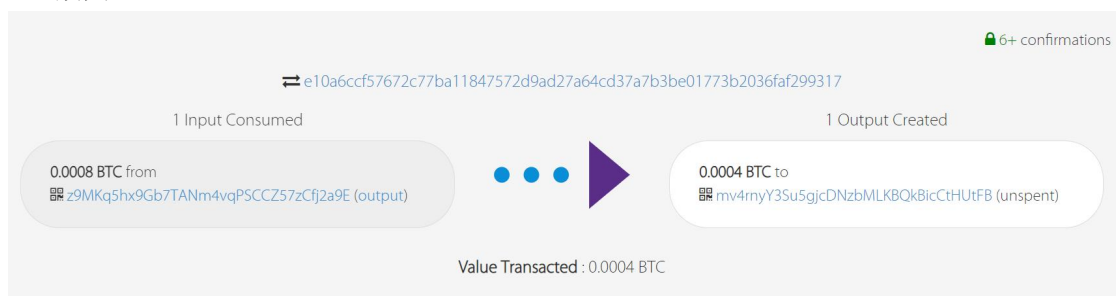 6+ confirmations
e10a6ccf57672c77ba11847572d9ad27a64cd37a7b3be01773b2036faf299317
1 Input Consumed
1 Output Created
0.0008 BTC from
z9MKq5hx9Gb7TANm4vqPSCCZ57zCfj2a9E (output)
0.0004 BTC to
mv4rnyY3Su5gjcDNzbMLKBQkBicCtHUtFB (unspent)
Value Transacted : 0.0004 BTC